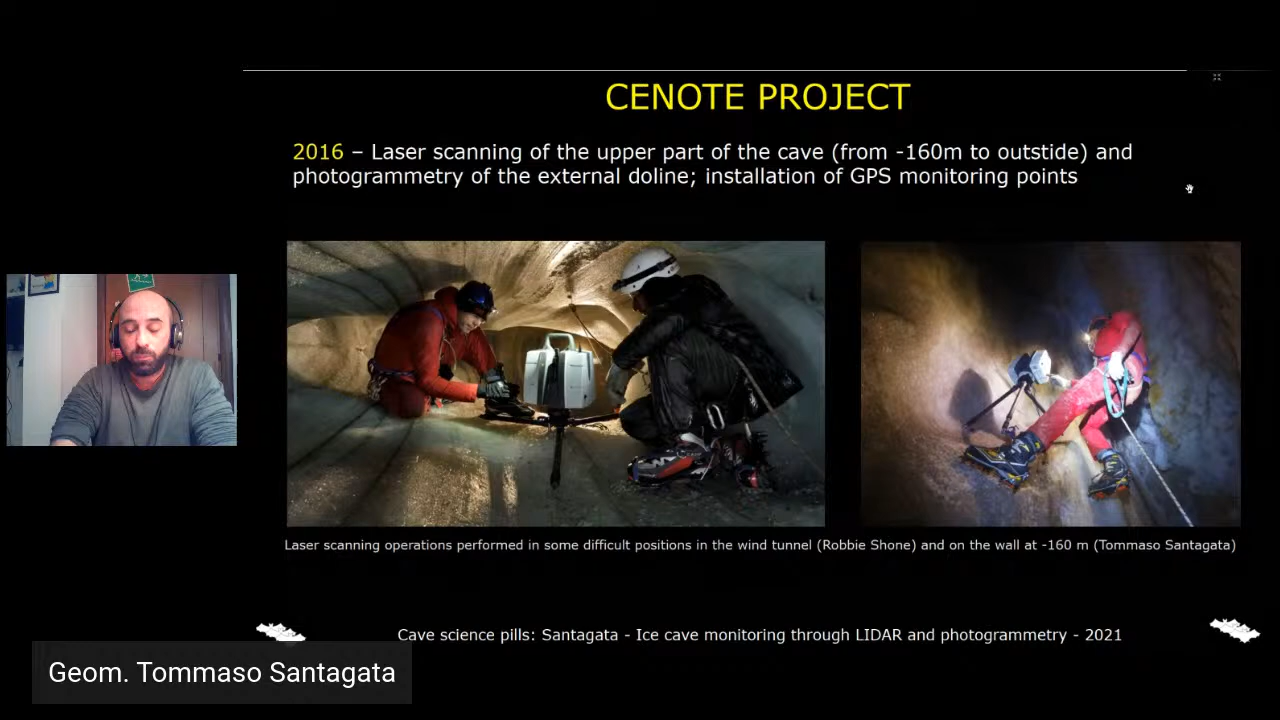 CENOTE PROJECT
2016 – Laser scanning of the upper part of the cave (from -160m to outstide) and
photogrammetry of the external doline; installation of GPS monitoring points
Laser scanning operations performed in some difficult positions in the wind tunnel (Robbie Shone) and on the wall at -160 m (Tommaso Santagata)
Cave science pills: Santagata - Ice cave monitoring through LIDAR and photogrammetry - 2021
Geom. Tommaso Santagata